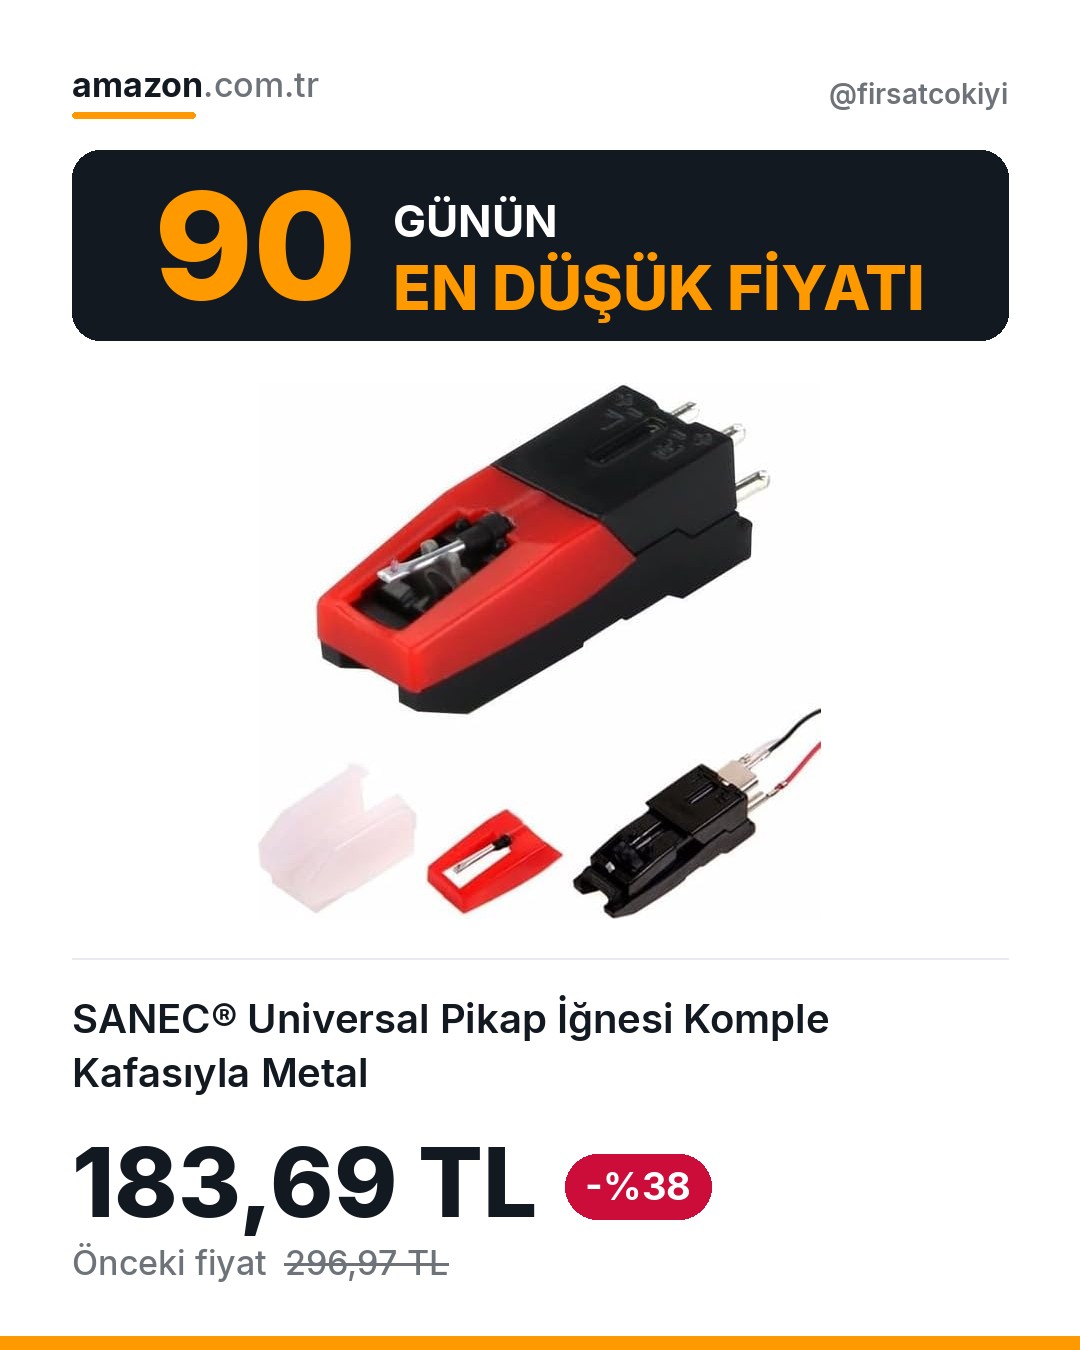 amazon.com.tr
@firsatcokiyi
90 GÜNÜN
EN DÜŞÜK FİYATI
SANEC® Universal Pikap İğnesi Komple
Kafasıyla Metal
183,69 TL -%38
Önceki fiyat 296,97 TL